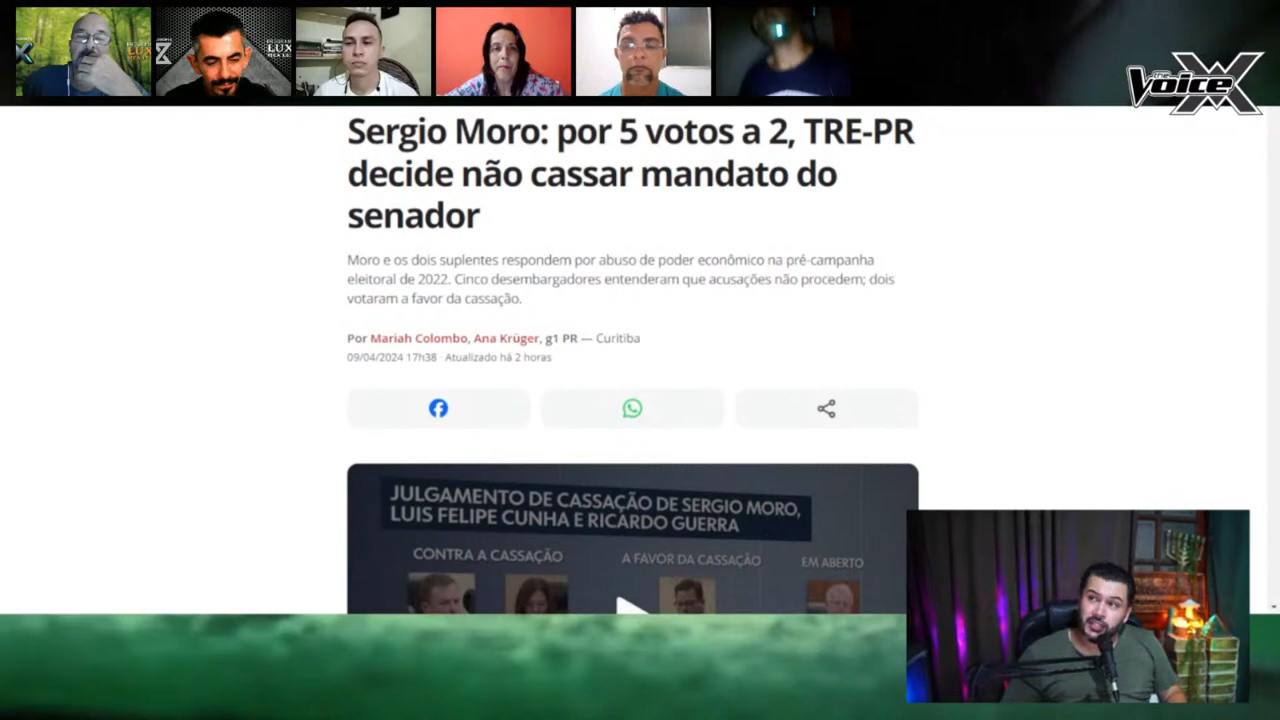 LUX
LUX
The
Voice
X
Sergio Moro: por 5 votos a 2, TRE-PR
decide não cassar mandato do
senador
Moro e os dois suplentes respondem por abuso de poder econômico na pré-campanha
eleitoral de 2022. Cinco desembargadores entenderam que acusações não procedem; dois
votaram a favor da cassação.
Por Mariah Colombo, Ana Krüger, g1 PR — Curitiba
09/04/2024 17h38 · Atualizado há 2 horas
JULGAMENTO DE CASSAÇÃO DE SERGIO MORO,
LUIS FELIPE CUNHA E RICARDO GUERRA
CONTRA A CASSAÇÃO
A FAVOR DA CASSAÇÃO
EM ABERTO